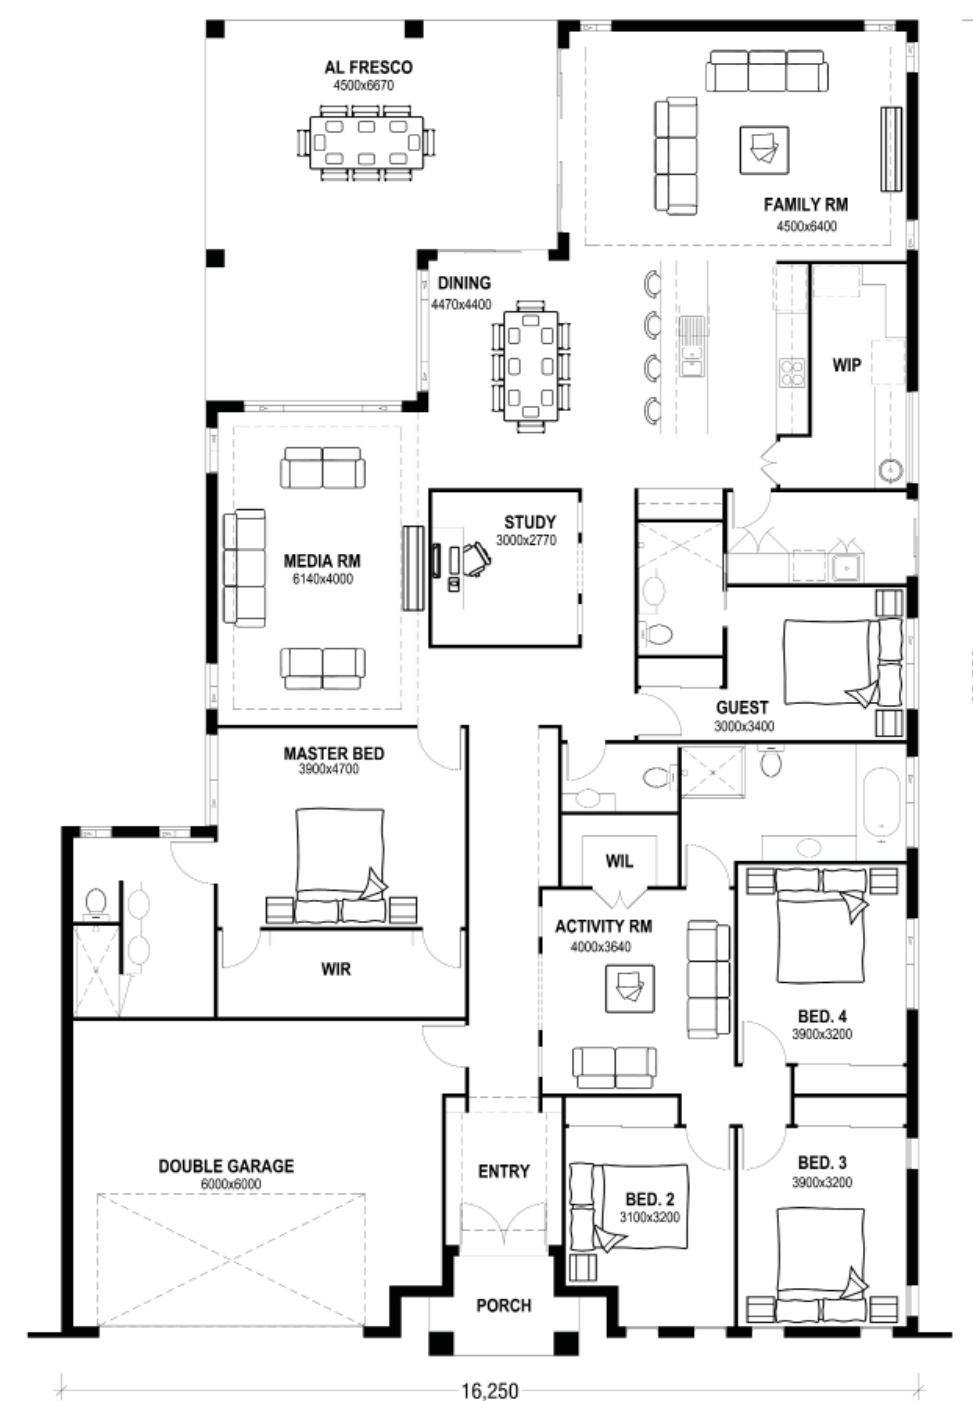 AL FRESCO
4500x6670
FAMILY RM
4500x6400
DINING
4470x4400
WIP
STUDY
3000x2770
MEDIA RM
6140x4000
GUEST
3000x3400
MASTER BED
3900x4700
WIL
ACTIVITY RM
4000x3640
WIR
BED. 4
3900x3200
DOUBLE GARAGE
6000x6000
ENTRY
BED. 2
3100x3200
BED. 3
3900x3200
PORCH
16,250